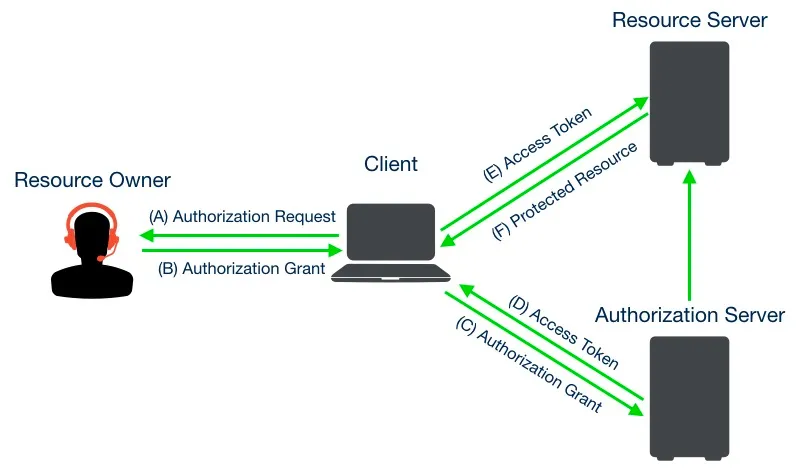 Resource Server
(E) Access Token
Client
(F) Protected Resource
Resource Owner
(A) Authorization Request
(B) Authorization Grant
(D) Access Token
Authorization Server
(C) Authorization Grant